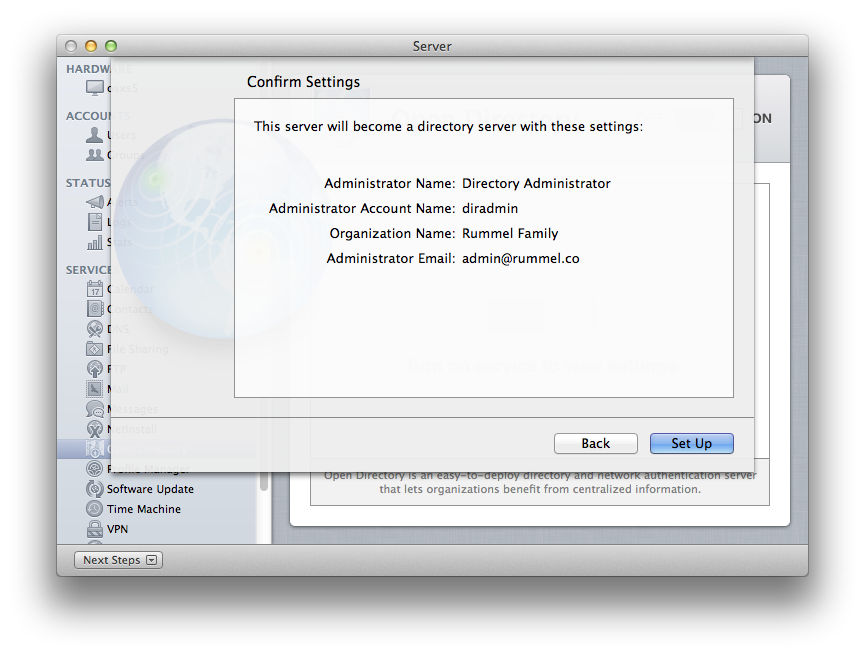 Server
HARDWARE
ACCOUNTS
Users
Groups
STATUS
Alerts
Logs
Stats
SERVICES
Calendar
Contacts
DNS
File Sharing
FTP
Mail
Messages
NetInstall
Profile Manager
Software Update
Time Machine
VPN
Next Steps
Confirm Settings
This server will become a directory server with these settings:
Administrator Name: Directory Administrator
Administrator Account Name: diradmin
Organization Name: Rummel Family
Administrator Email: admin@rummel.co
Back
Set Up
ON
Open Directory is an easy-to-deploy directory and network authentication server
that lets organizations benefit from centralized information.